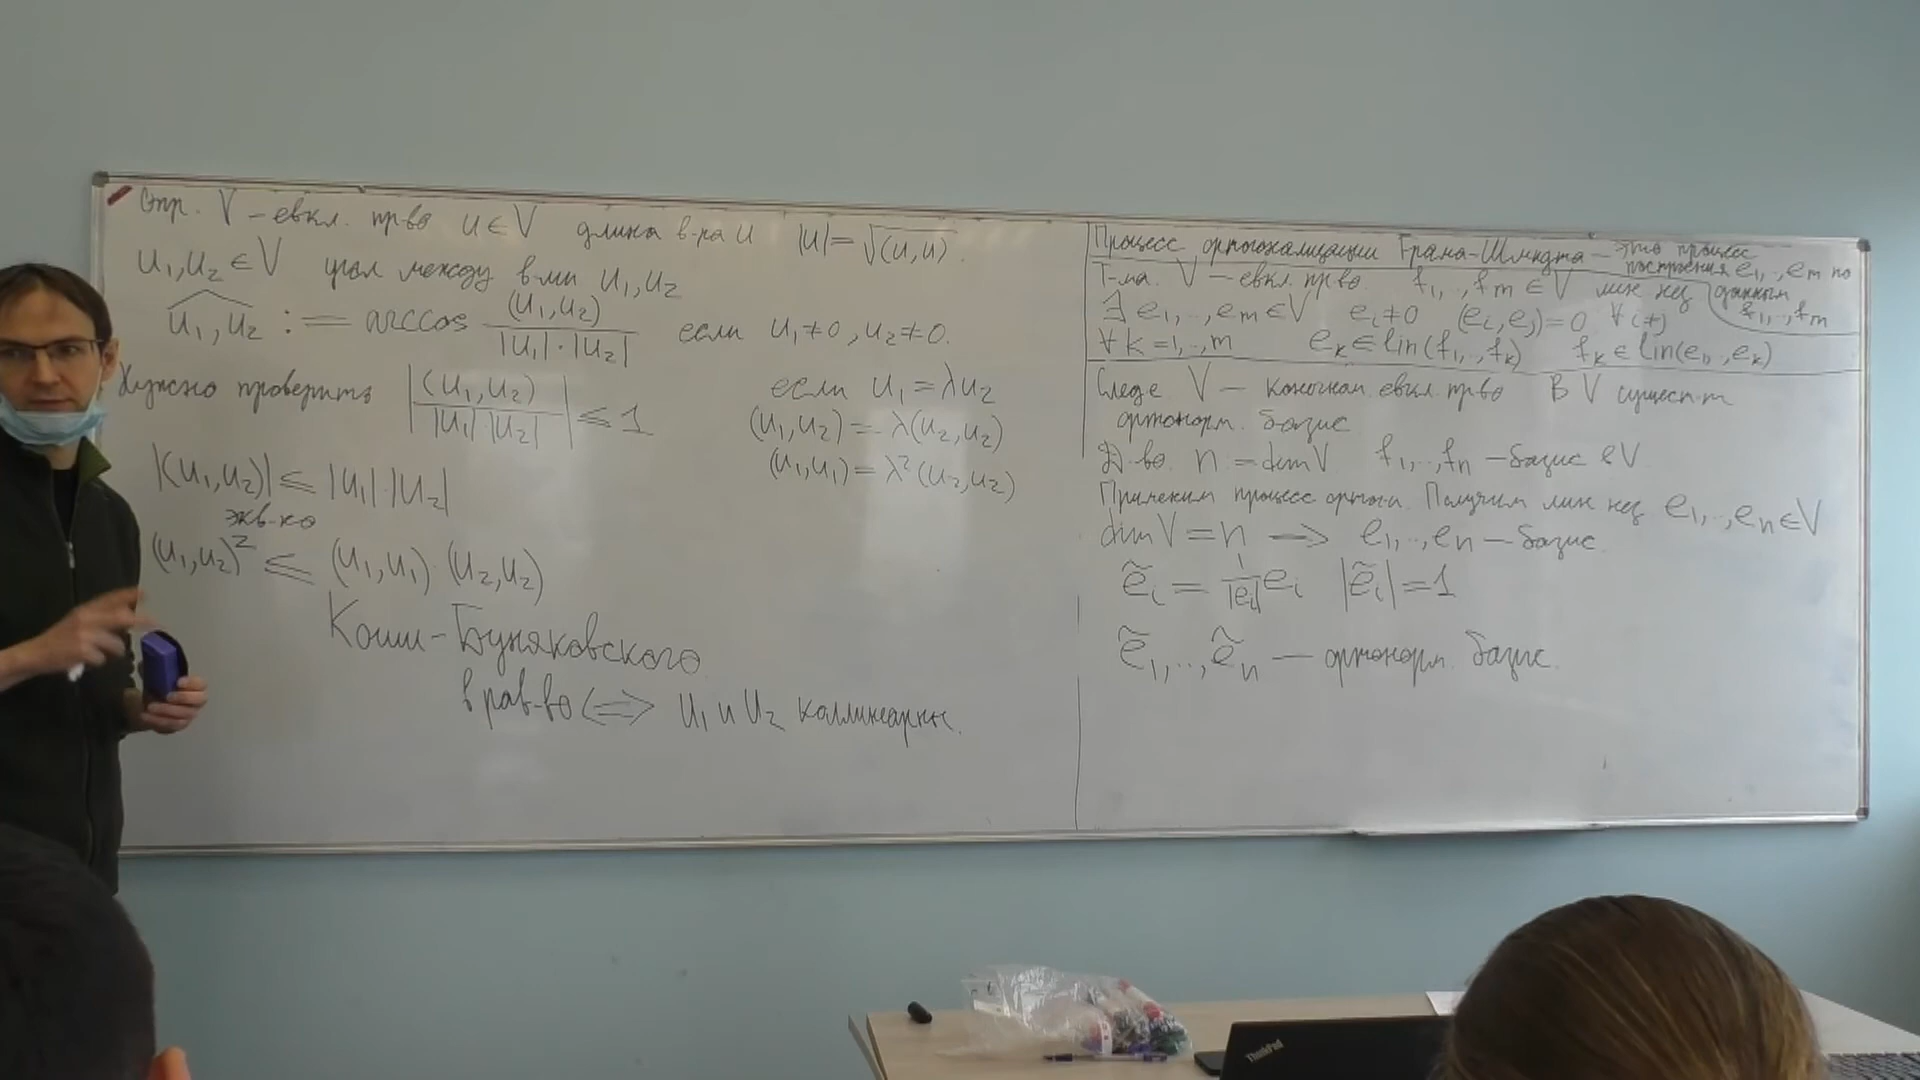 Опр. V – евкл. пр-во u ∈ V длина в-ра u |u| = √(u,u).
u₁, u₂ ∈ V угол между в-ми u₁, u₂
u₁,u₂ := arccos (u₁,u₂) / |u₁|·|u₂| если u₁≠0, u₂≠0.
Нужно проверить |(u₁,u₂) / |u₁|·|u₂|| ≤ 1
|(u₁,u₂)| ≤ |u₁|·|u₂|
экв-но
(u₁,u₂)² ≤ (u₁,u₁)·(u₂,u₂)
Коши-Буняковского
в рав-во ⟺ u₁ и u₂ коллинеарны.
если u₁ = λu₂
(u₁,u₂) = λ(u₂,u₂)
(u₁,u₁) = λ²(u₂,u₂)
Процесс ортогонализации Грама-Шмидта – это процесс
построения e₁,..,eₘ по
данным
f₁,..,fₘ
Т-ма. V – евкл. пр-во. f₁,..,fₘ ∈ V лин нез
∃ e₁,..,eₘ ∈ V eᵢ≠0 (eᵢ,eⱼ)=0 ∀i≠j
∀k=1,..,m eₖ ∈ lin(f₁,..,fₖ) fₖ ∈ lin(e₁,..,eₖ)
Следс V – конечном евкл. пр-во В V сущест-т
ортонорм. базис
Д-во. n = dim V f₁,..,fₙ – базис в V.
Применим процесс ортог-и. Получим лин нез e₁,..,eₙ ∈ V
dim V = n ⟹ e₁,..,eₙ – базис.
ẽᵢ = 1/|eᵢ| eᵢ |ẽᵢ| = 1
ẽ₁,..,ẽₙ – ортонорм. базис.
ThinkPad